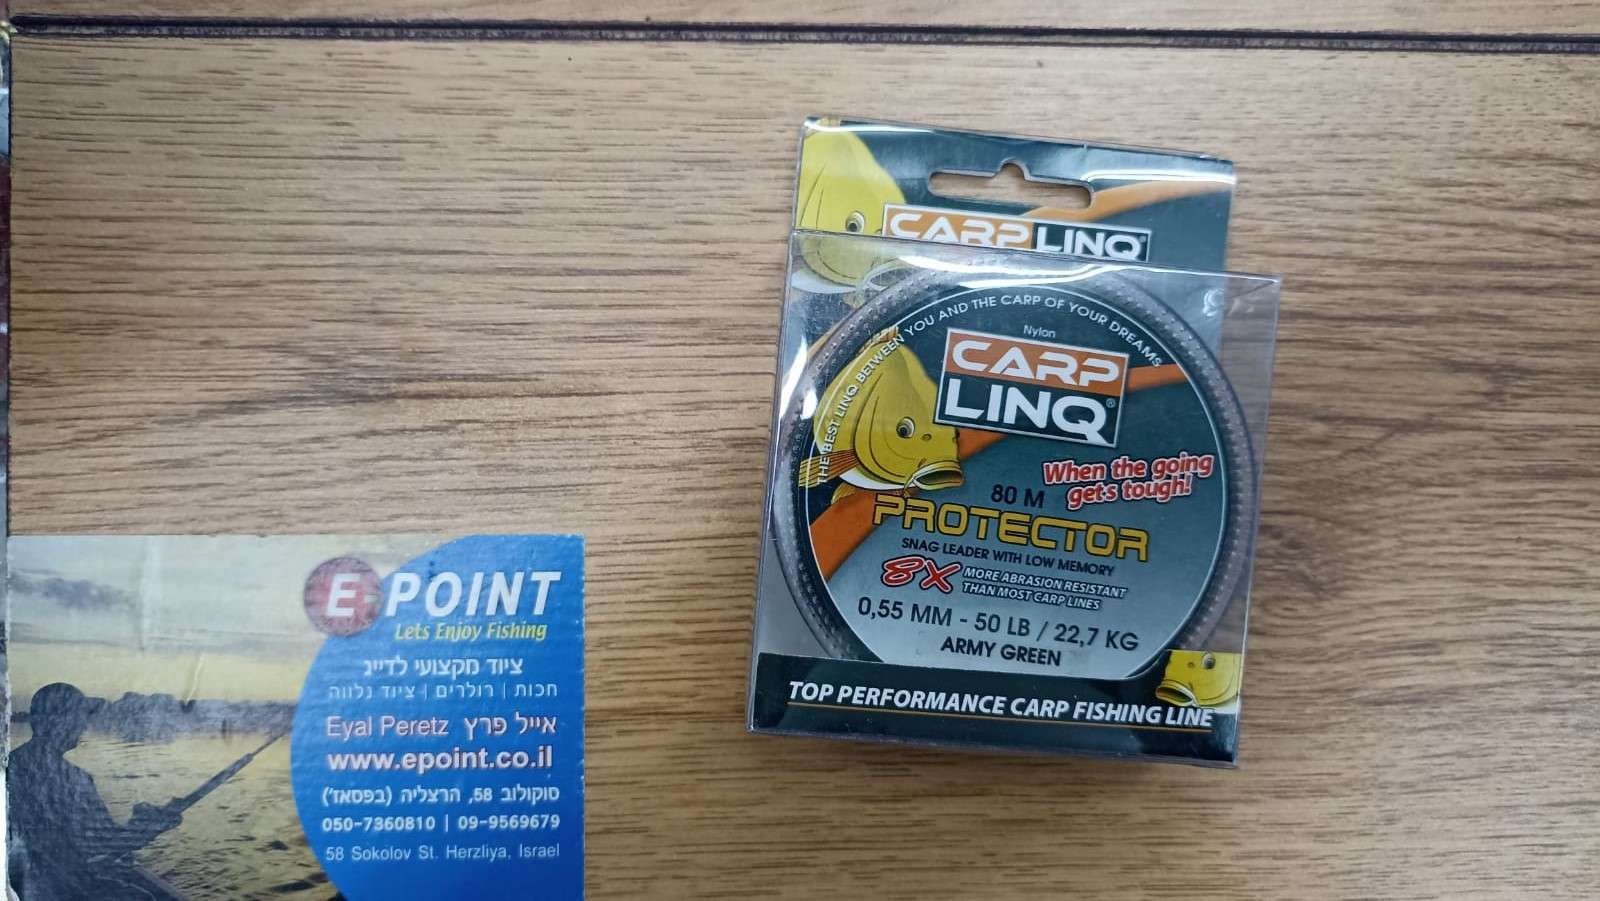 CARP LINQ®
THE BEST LINQ BETWEEN YOU AND THE CARP OF YOUR DREAMS
Nylon
CARP
LINQ®
When the going
gets tough!
80 M
PROTECTOR
SNAG LEADER WITH LOW MEMORY
8X MORE ABRASION RESISTANT
THAN MOST CARP LINES
0,55 MM - 50 LB / 22,7 KG
ARMY GREEN
TOP PERFORMANCE CARP FISHING LINE
E-POINT
Lets Enjoy Fishing
ציוד מקצועי לדייג
חכות | רולרים | ציוד נלווה
אייל פרץ Eyal Peretz
www.epoint.co.il
סוקולוב 58, הרצליה (בפסאז')
050-7360810 | 09-9569679
58 Sokolov St. Herzliya, Israel